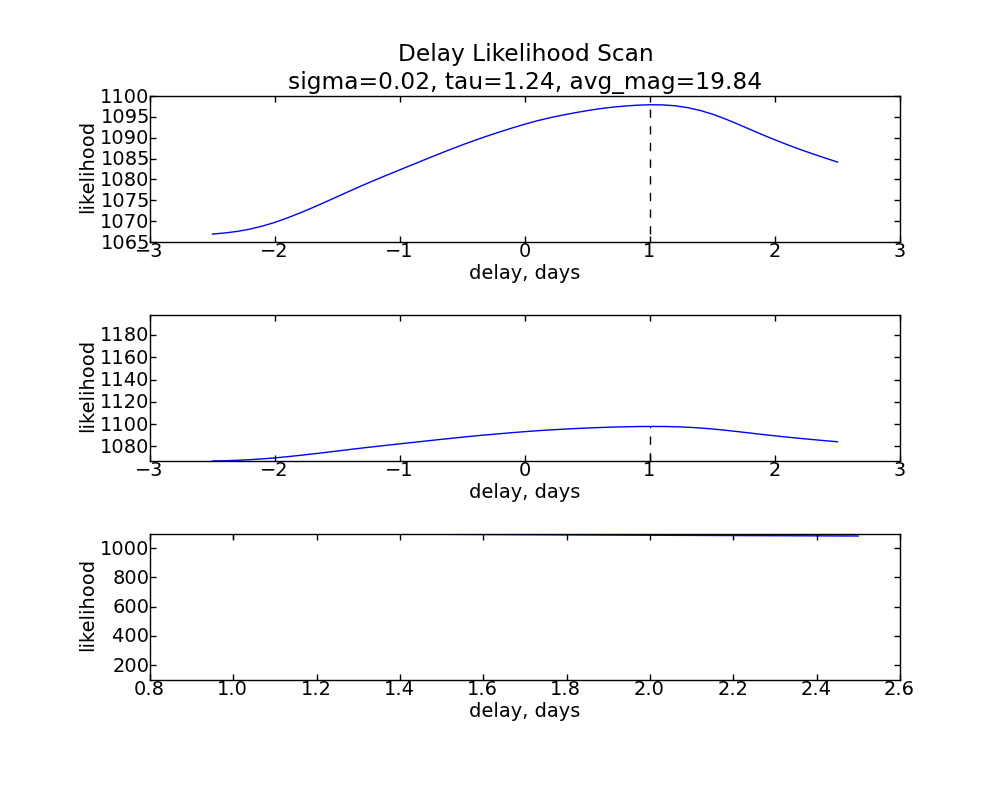 Delay Likelihood Scan
sigma=0.02, tau=1.24, avg_mag=19.84
1100
1095
1090
1085
1080
1075
1070
1065
likelihood
−3 −2 −1 0 1 2 3
delay, days
1180
1160
1140
1120
1100
1080
likelihood
−3 −2 −1 0 1 2 3
delay, days
1000
800
600
400
200
likelihood
0.8 1.0 1.2 1.4 1.6 1.8 2.0 2.2 2.4 2.6
delay, days